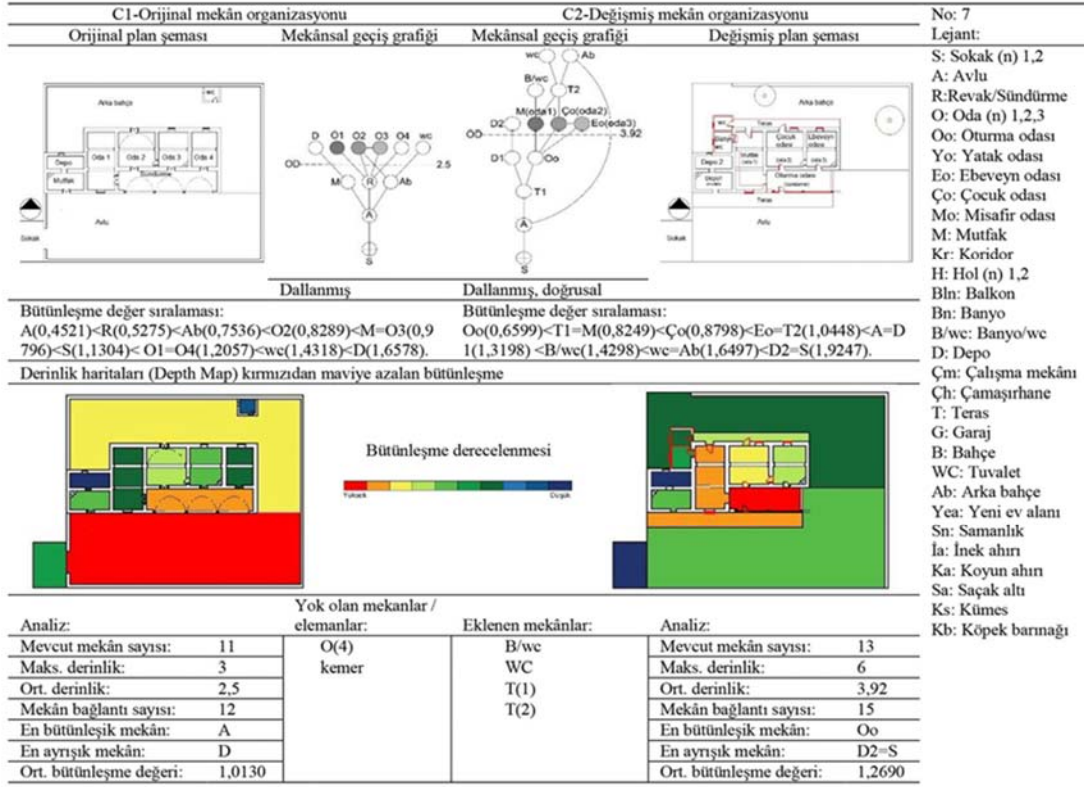 C1-Orijinal mekân organizasyonu
C2-Değişmiş mekân organizasyonu
Orijinal plan şeması
Mekânsal geçiş grafiği
Mekânsal geçiş grafiği
Değişmiş plan şeması
Arka bahçe
wc
Oda 1
Oda 2
Oda 3
Oda 4
Depo
Mutfak
Sündürme
Avlu
Sokak
D O1 O2 O3 O4 wc
OD
2.5
M R Ab
A
S
wc Ab
B/wc T2
M(oda1) Ço(oda2)
D2 Eo(oda3)
OD 3.92
D1 Oo
T1
A
S
Arka bahçe
Teras
wc
Çocuk odası
Ebeveyn odası
Depo 2
Oturma odası
Teras
Avlu
Sokak
Dallanmış
Dallanmış, doğrusal
Bütünleşme değer sıralaması:
A(0,4521)<R(0,5275)<Ab(0,7536)<O2(0,8289)<M=O3(0,9
796)<S(1,1304)< O1=O4(1,2057)<wc(1,4318)<D(1,6578).
Bütünleşme değer sıralaması:
Oo(0,6599)<T1=M(0,8249)<Ço(0,8798)<Eo=T2(1,0448)<A=D
1(1,3198) <B/wc(1,4298)<wc=Ab(1,6497)<D2=S(1,9247).
Derinlik haritaları (Depth Map) kırmızıdan maviye azalan bütünleşme
Bütünleşme derecelenmesi
Yüksek
Düşük
Analiz:
Mevcut mekân sayısı: 11
Maks. derinlik: 3
Ort. derinlik: 2,5
Mekân bağlantı sayısı: 12
En bütünleşik mekân: A
En ayrışık mekân: D
Ort. bütünleşme değeri: 1,0130
Yok olan mekanlar /
elemanlar:
O(4)
kemer
Eklenen mekânlar:
B/wc
WC
T(1)
T(2)
Analiz:
Mevcut mekân sayısı: 13
Maks. derinlik: 6
Ort. derinlik: 3,92
Mekân bağlantı sayısı: 15
En bütünleşik mekân: Oo
En ayrışık mekân: D2=S
Ort. bütünleşme değeri: 1,2690
No: 7
Lejant:
S: Sokak (n) 1,2
A: Avlu
R:Revak/Sündürme
O: Oda (n) 1,2,3
Oo: Oturma odası
Yo: Yatak odası
Eo: Ebeveyn odası
Ço: Çocuk odası
Mo: Misafir odası
M: Mutfak
Kr: Koridor
H: Hol (n) 1,2
Bln: Balkon
Bn: Banyo
B/wc: Banyo/wc
D: Depo
Çm: Çalışma mekânı
Çh: Çamaşırhane
T: Teras
G: Garaj
B: Bahçe
WC: Tuvalet
Ab: Arka bahçe
Yea: Yeni ev alanı
Sn: Samanlık
İa: İnek ahırı
Ka: Koyun ahırı
Sa: Saçak altı
Ks: Kümes
Kb: Köpek barınağı